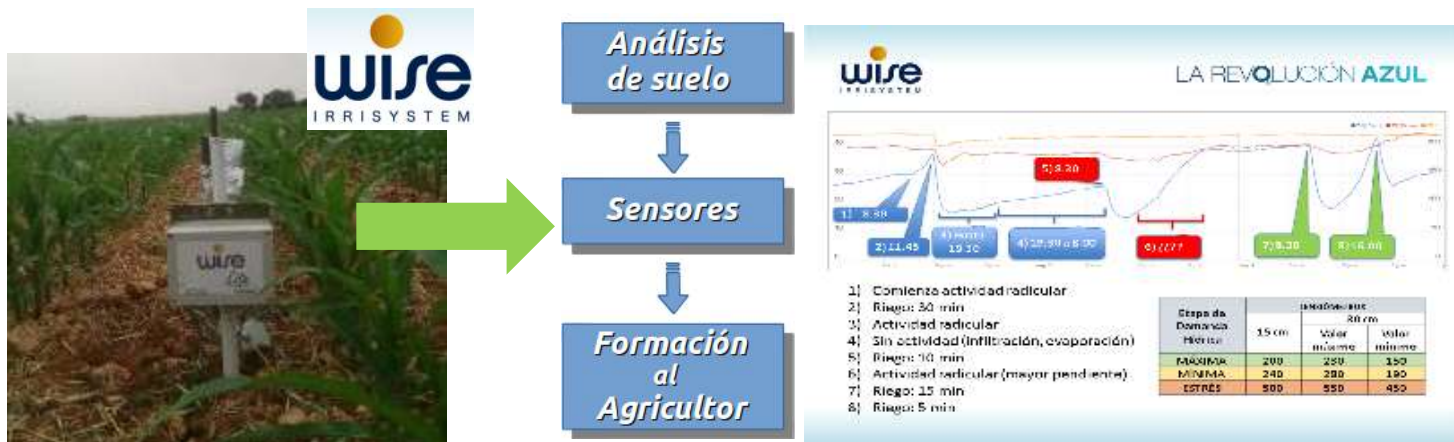 wise
IRRISYSTEM
wise
Análisis
de suelo
Sensores
Formación
al
Agricultor
wise
IRRISYSTEM
LA REVOLUCIÓN AZUL
5) 8.30
1) 8.30
2) 11.45
19.30
6) ????
1) Comienza actividad radicular
2) Riego: 30 min
3) Actividad radicular
4) Sin actividad (infiltración, evaporación)
5) Riego: 10 min
6) Actividad radicular (mayor pendiente)
7) Riego: 15 min
8) Riego: 5 min
Etapa de
Demanda
Hídrica
TENSIÓMETROS
15 cm
30 cm
Valor
máximo
Valor
mínimo
MÁXIMA 200 230 150
MÍNIMA 240 280 190
ESTRÉS 500 550 450